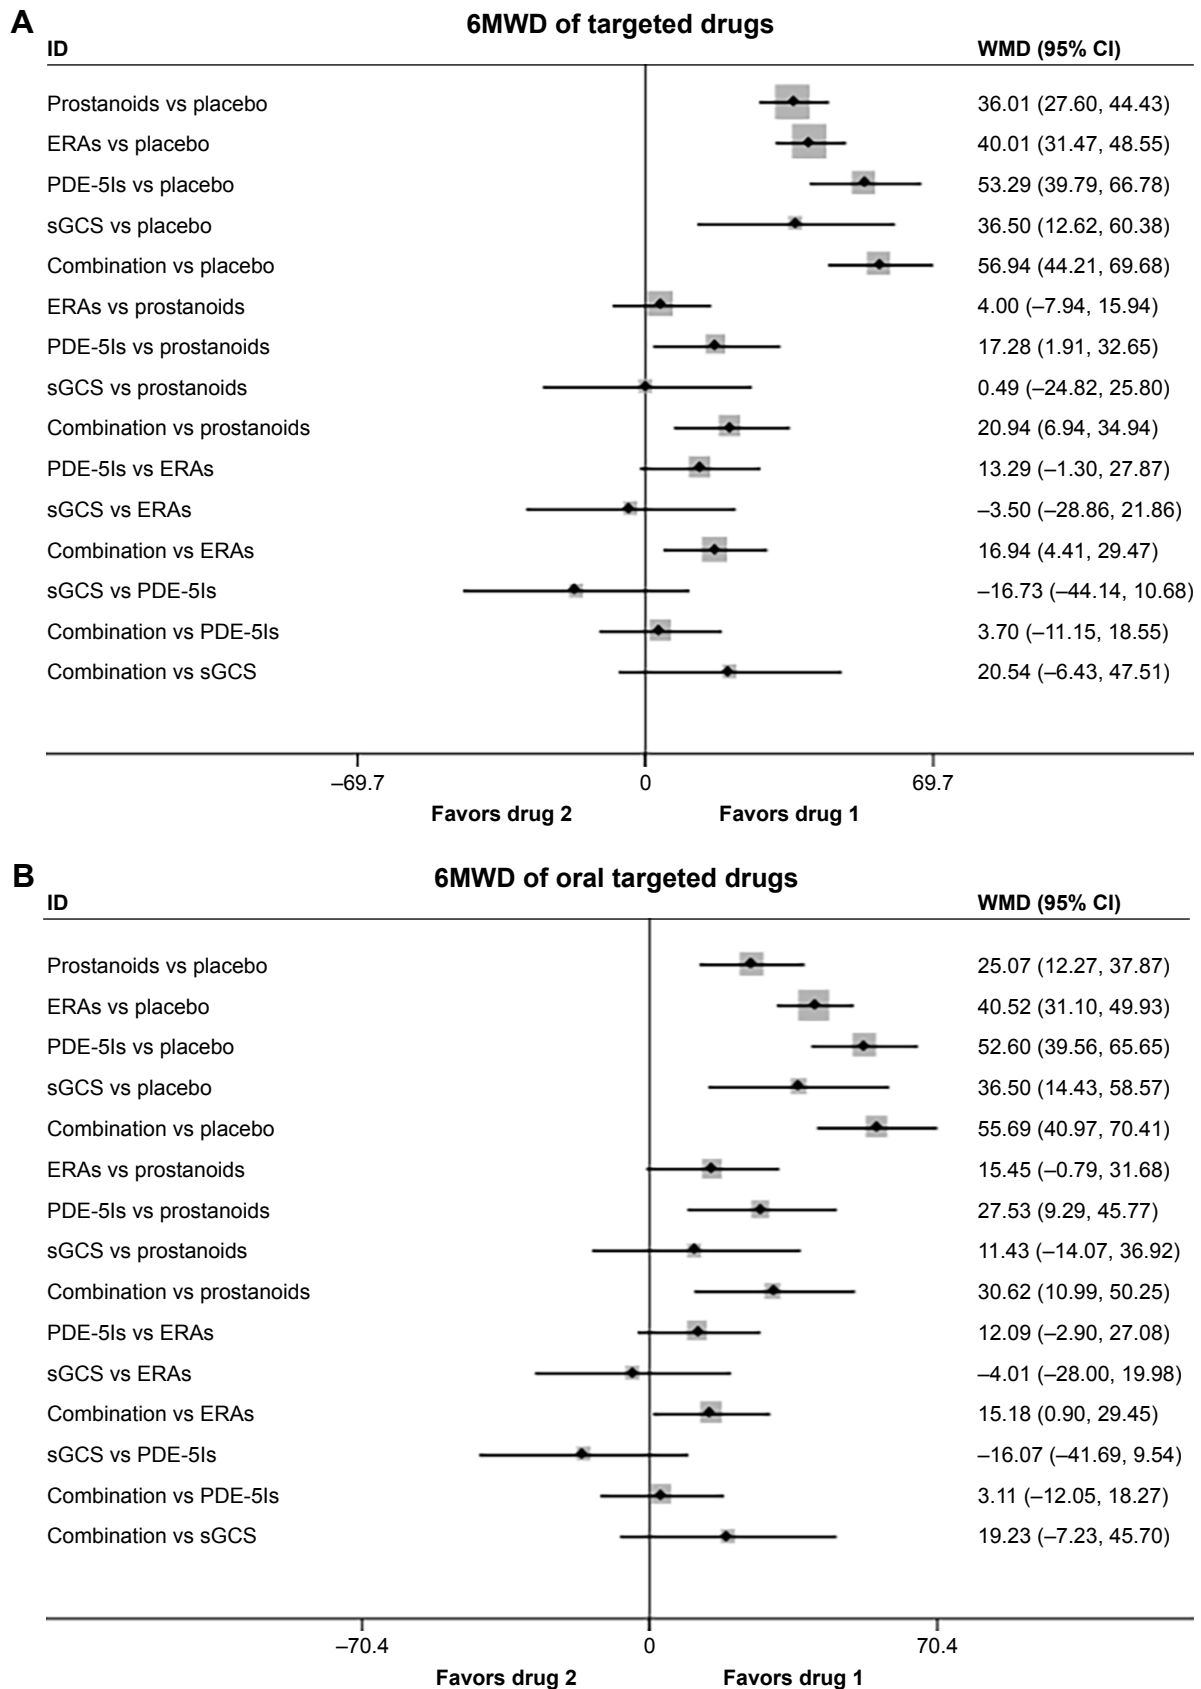 A
6MWD of targeted drugs
ID WMD (95% CI)
Prostanoids vs placebo 36.01 (27.60, 44.43)
ERAs vs placebo 40.01 (31.47, 48.55)
PDE-5Is vs placebo 53.29 (39.79, 66.78)
sGCS vs placebo 36.50 (12.62, 60.38)
Combination vs placebo 56.94 (44.21, 69.68)
ERAs vs prostanoids 4.00 (–7.94, 15.94)
PDE-5Is vs prostanoids 17.28 (1.91, 32.65)
sGCS vs prostanoids 0.49 (–24.82, 25.80)
Combination vs prostanoids 20.94 (6.94, 34.94)
PDE-5Is vs ERAs 13.29 (–1.30, 27.87)
sGCS vs ERAs –3.50 (–28.86, 21.86)
Combination vs ERAs 16.94 (4.41, 29.47)
sGCS vs PDE-5Is –16.73 (–44.14, 10.68)
Combination vs PDE-5Is 3.70 (–11.15, 18.55)
Combination vs sGCS 20.54 (–6.43, 47.51)
–69.7 0 69.7
Favors drug 2 Favors drug 1
B
6MWD of oral targeted drugs
ID WMD (95% CI)
Prostanoids vs placebo 25.07 (12.27, 37.87)
ERAs vs placebo 40.52 (31.10, 49.93)
PDE-5Is vs placebo 52.60 (39.56, 65.65)
sGCS vs placebo 36.50 (14.43, 58.57)
Combination vs placebo 55.69 (40.97, 70.41)
ERAs vs prostanoids 15.45 (–0.79, 31.68)
PDE-5Is vs prostanoids 27.53 (9.29, 45.77)
sGCS vs prostanoids 11.43 (–14.07, 36.92)
Combination vs prostanoids 30.62 (10.99, 50.25)
PDE-5Is vs ERAs 12.09 (–2.90, 27.08)
sGCS vs ERAs –4.01 (–28.00, 19.98)
Combination vs ERAs 15.18 (0.90, 29.45)
sGCS vs PDE-5Is –16.07 (–41.69, 9.54)
Combination vs PDE-5Is 3.11 (–12.05, 18.27)
Combination vs sGCS 19.23 (–7.23, 45.70)
–70.4 0 70.4
Favors drug 2 Favors drug 1